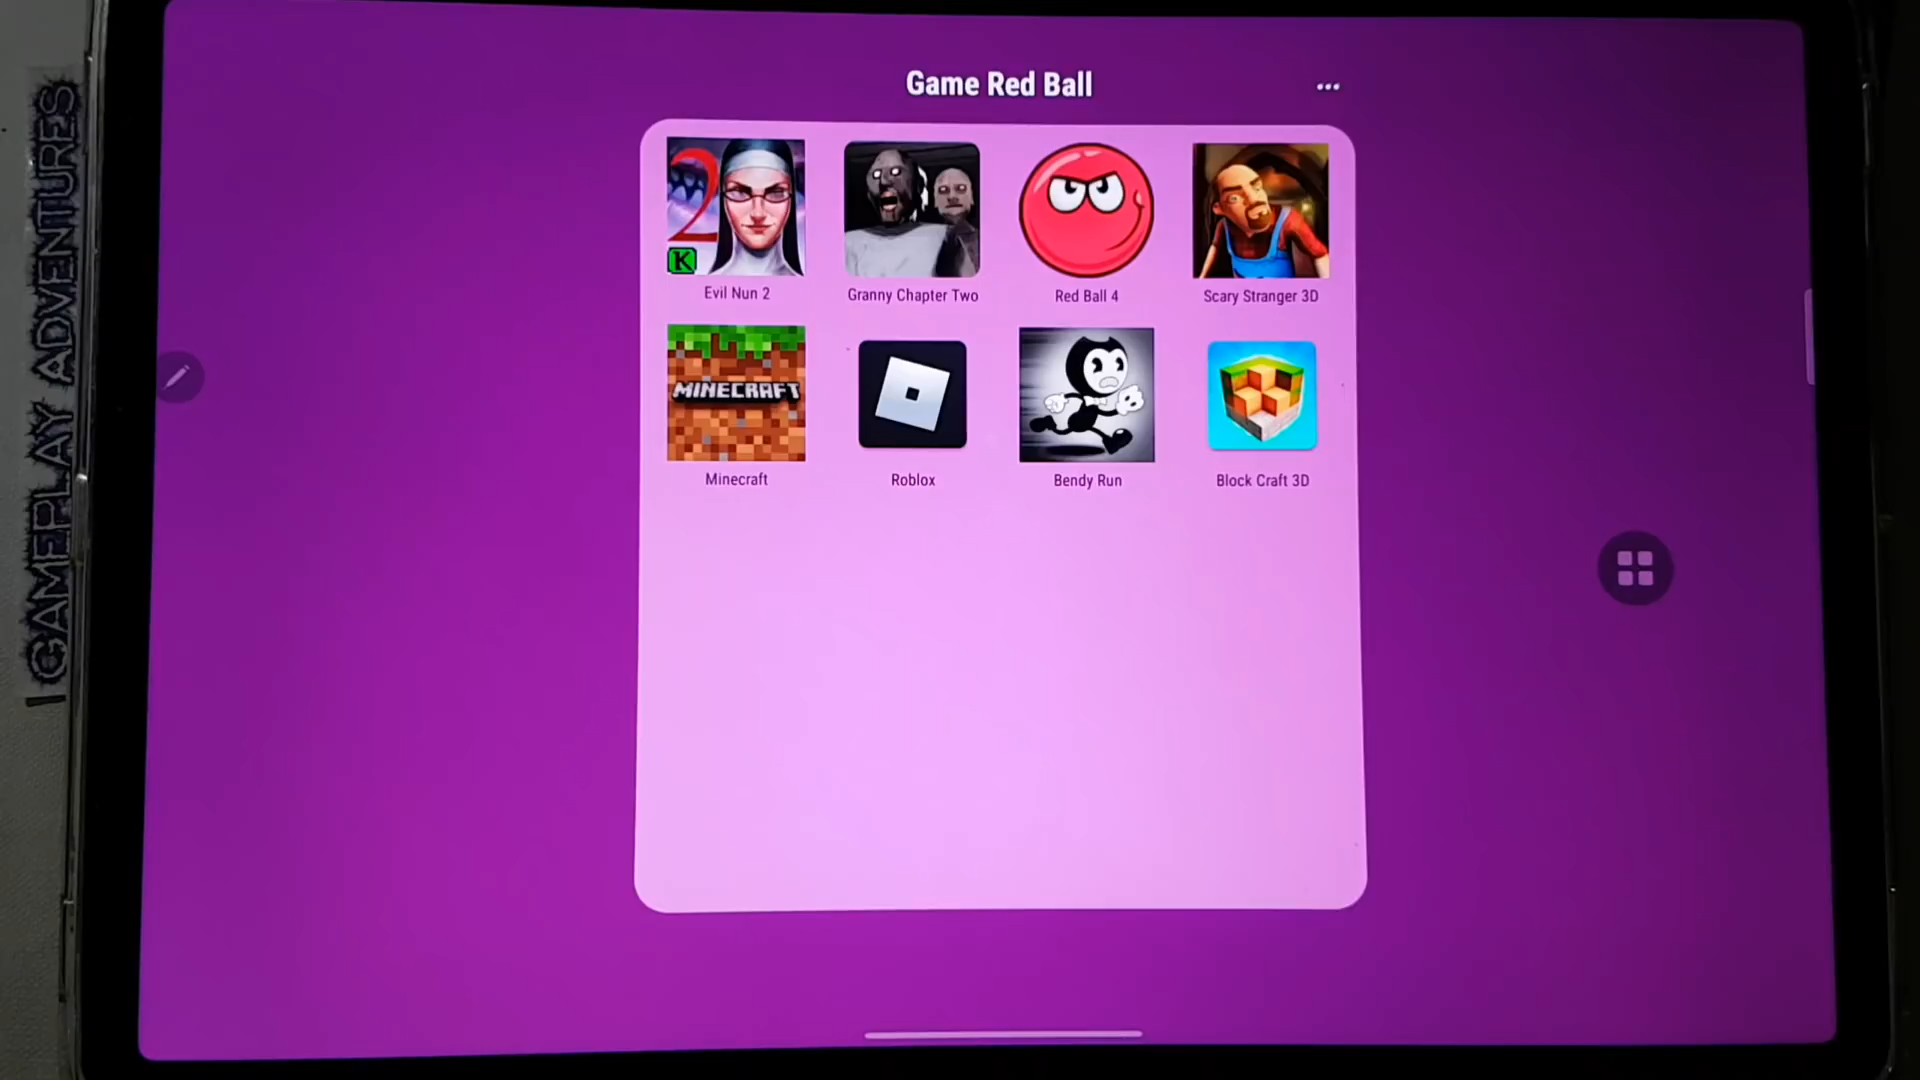 Game Red Ball
2
K
Evil Nun 2
Granny Chapter Two
Red Ball 4
Scary Stranger 3D
MINECRAFT
Minecraft
Roblox
Bendy Run
Block Craft 3D
GAMEPLAY ADVENTURES